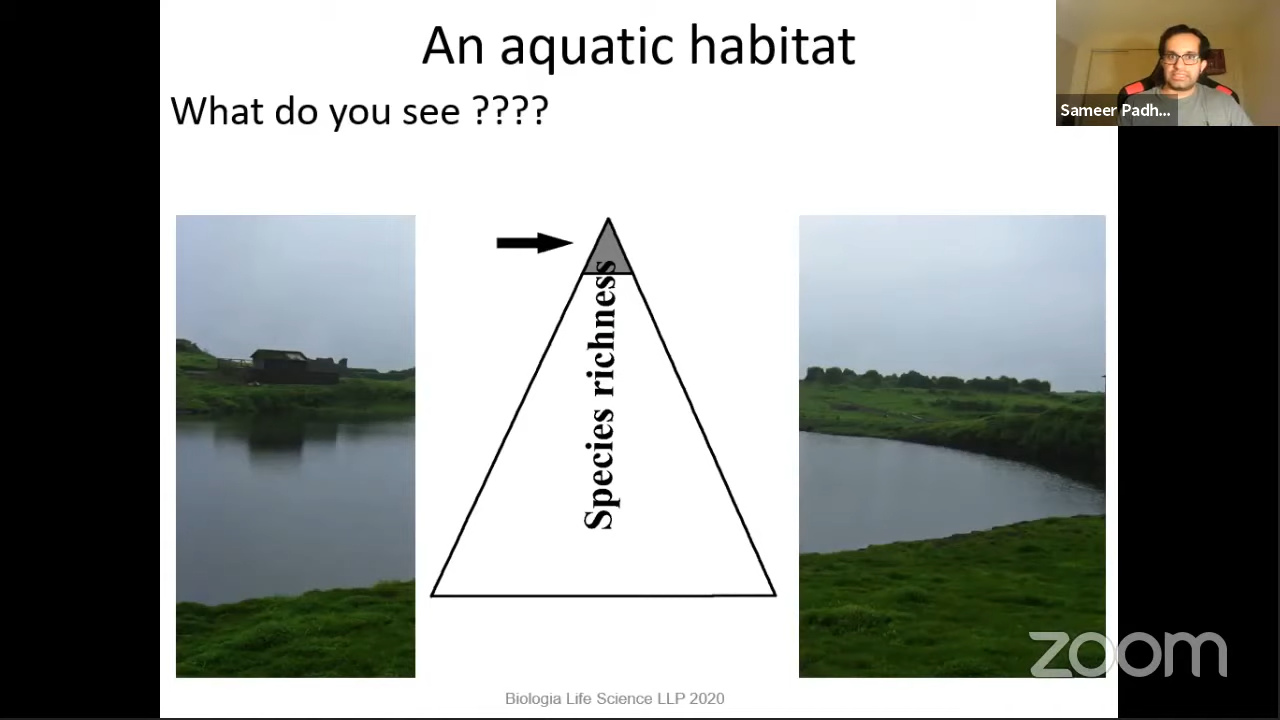 An aquatic habitat
What do you see ????
Sameer Padh...
Species richness
zoom
Biologia Life Science LLP 2020